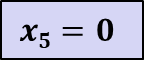 x₅ = 0